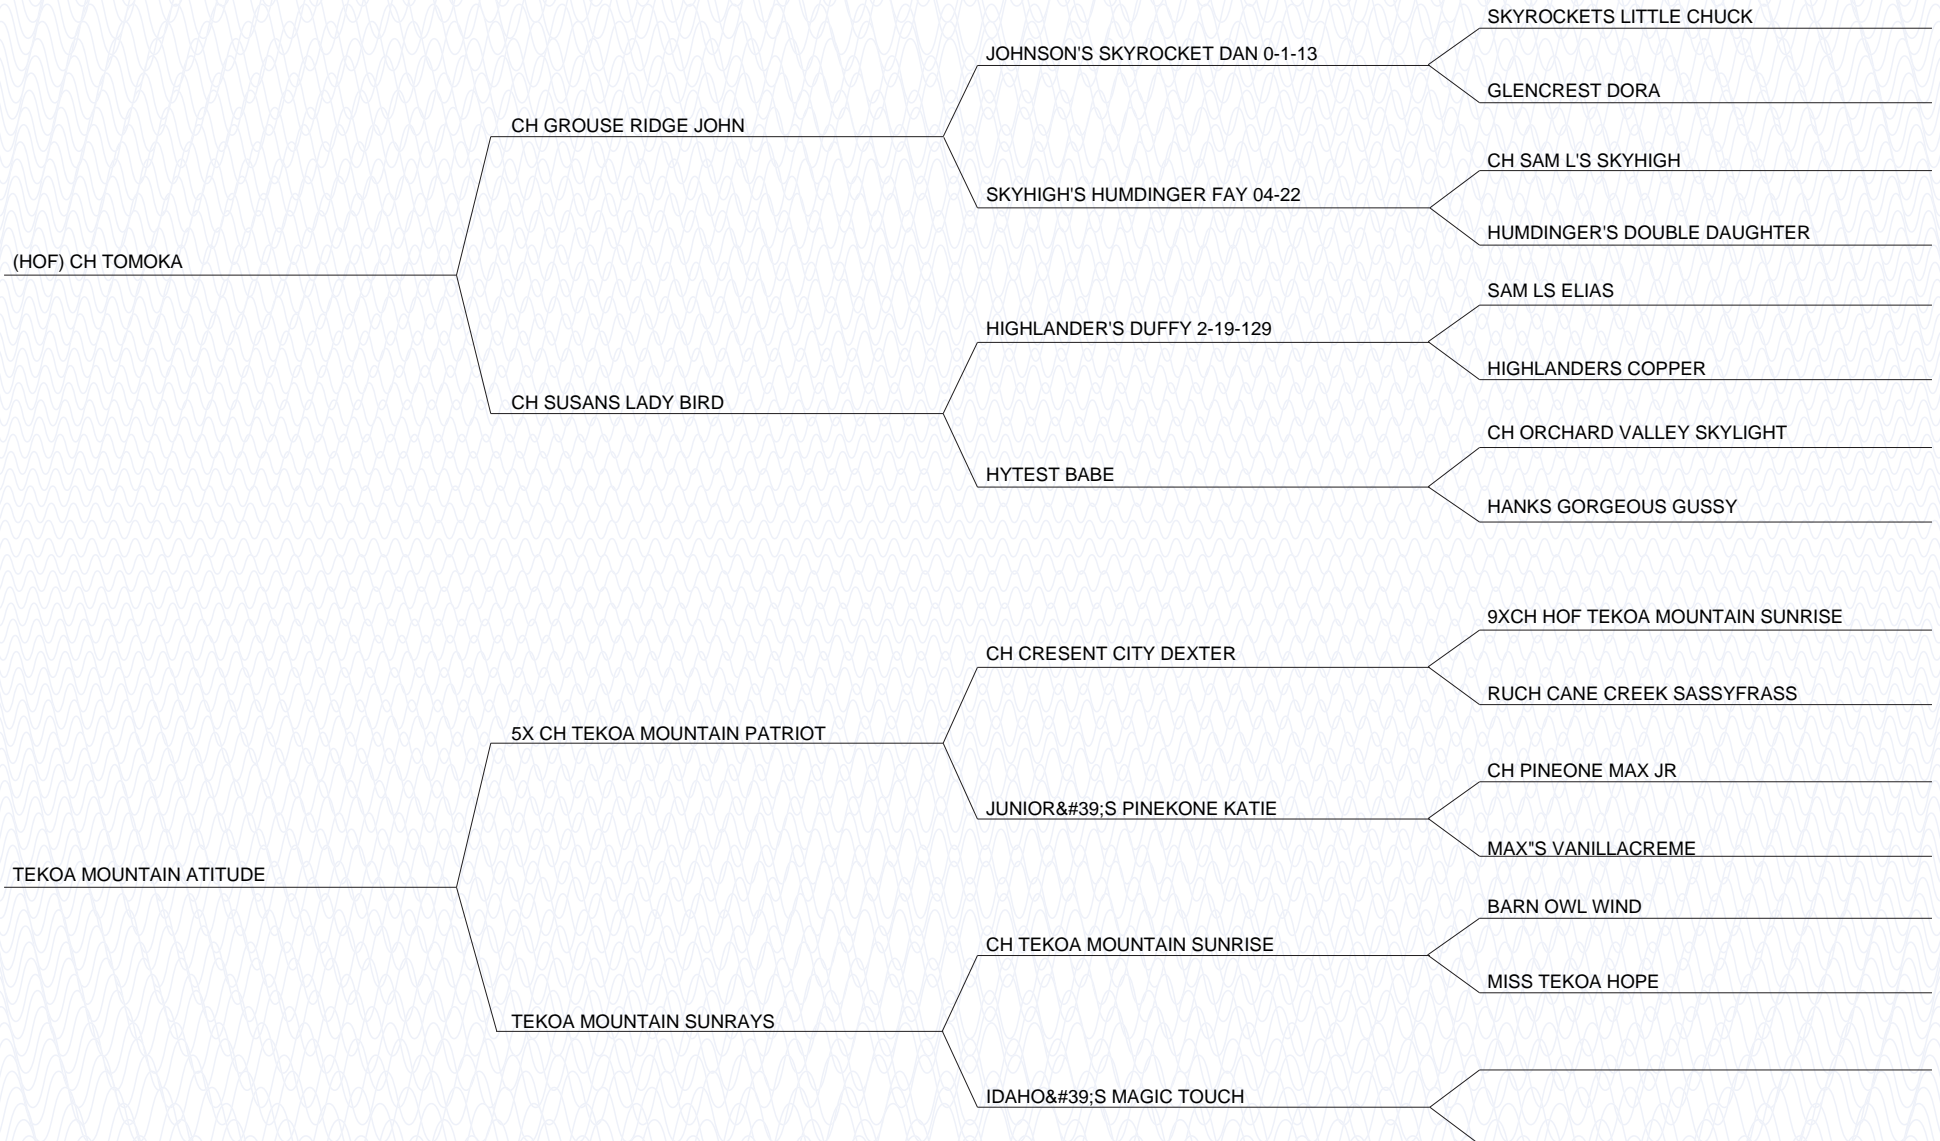 SKYROCKETS LITTLE CHUCK
JOHNSON'S SKYROCKET DAN 0-1-13
GLENCREST DORA
CH GROUSE RIDGE JOHN
CH SAM L'S SKYHIGH
SKYHIGH'S HUMDINGER FAY 04-22
HUMDINGER'S DOUBLE DAUGHTER
(HOF) CH TOMOKA
SAM LS ELIAS
HIGHLANDER'S DUFFY 2-19-129
HIGHLANDERS COPPER
CH SUSANS LADY BIRD
CH ORCHARD VALLEY SKYLIGHT
HYTEST BABE
HANKS GORGEOUS GUSSY
9XCH HOF TEKOA MOUNTAIN SUNRISE
CH CRESENT CITY DEXTER
RUCH CANE CREEK SASSYFRASS
5X CH TEKOA MOUNTAIN PATRIOT
CH PINEONE MAX JR
JUNIOR&#39;S PINEKONE KATIE
MAX"S VANILLACREME
TEKOA MOUNTAIN ATITUDE
BARN OWL WIND
CH TEKOA MOUNTAIN SUNRISE
MISS TEKOA HOPE
TEKOA MOUNTAIN SUNRAYS
IDAHO&#39;S MAGIC TOUCH